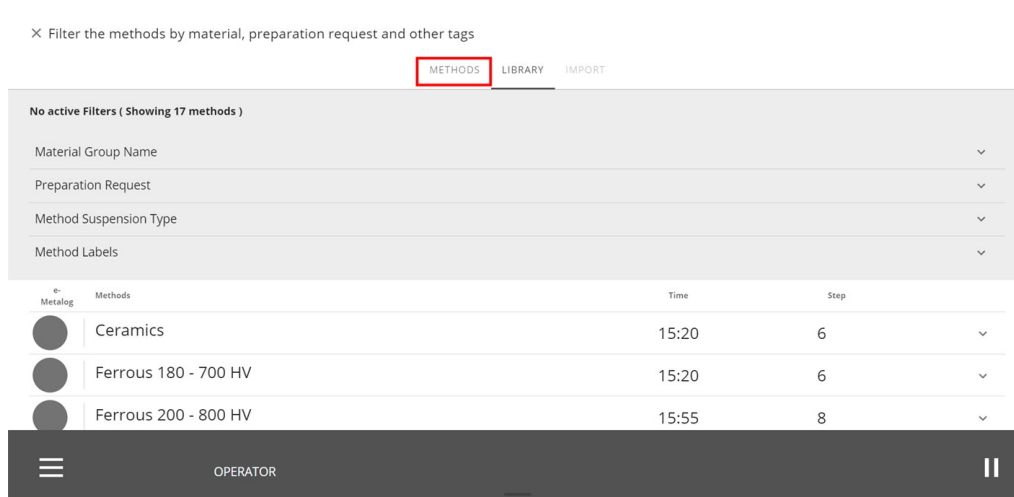 × Filter the methods by material, preparation request and other tags
METHODS LIBRARY IMPORT
No active Filters ( Showing 17 methods )
Material Group Name
Preparation Request
Method Suspension Type
Method Labels
e-Metalog Methods Time Step
Ceramics 15:20 6
Ferrous 180 - 700 HV 15:20 6
Ferrous 200 - 800 HV 15:55 8
OPERATOR